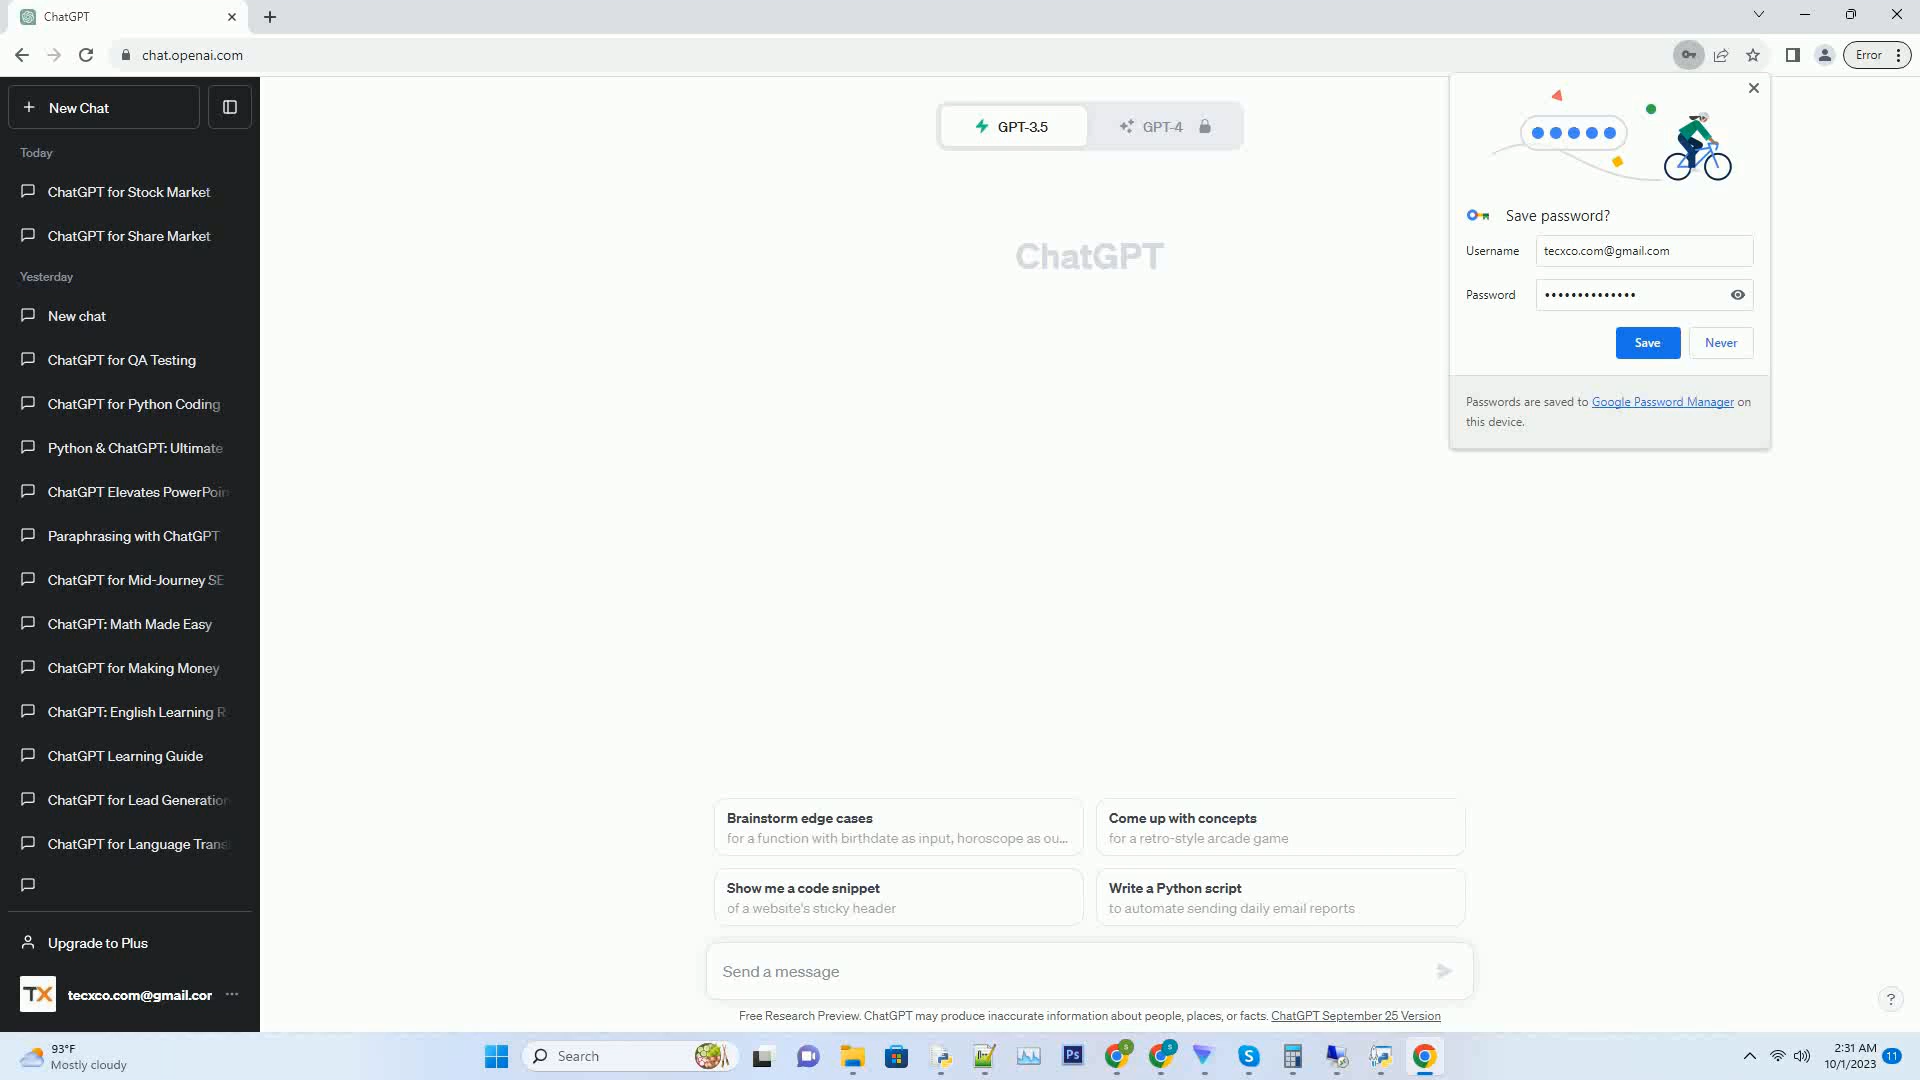 ChatGPT
chat.openai.com
Error
New Chat
Today
ChatGPT for Stock Market
ChatGPT for Share Market
Yesterday
New chat
ChatGPT for QA Testing
ChatGPT for Python Coding
Python & ChatGPT: Ultimate
ChatGPT Elevates PowerPoin
Paraphrasing with ChatGPT
ChatGPT for Mid-Journey SE
ChatGPT: Math Made Easy
ChatGPT for Making Money
ChatGPT: English Learning R
ChatGPT Learning Guide
ChatGPT for Lead Generation
ChatGPT for Language Trans
Upgrade to Plus
TX
tecxco.com@gmail.cor
GPT-3.5
GPT-4
ChatGPT
Save password?
Username
tecxco.com@gmail.com
Password
••••••••••••••
Save
Never
Passwords are saved to Google Password Manager on
this device.
Brainstorm edge cases
for a function with birthdate as input, horoscope as ou...
Come up with concepts
for a retro-style arcade game
Show me a code snippet
of a website's sticky header
Write a Python script
to automate sending daily email reports
Send a message
?
Free Research Preview. ChatGPT may produce inaccurate information about people, places, or facts. ChatGPT September 25 Version
93°F
Mostly cloudy
Search
Ps
S
S
S
2:31 AM
10/1/2023
11